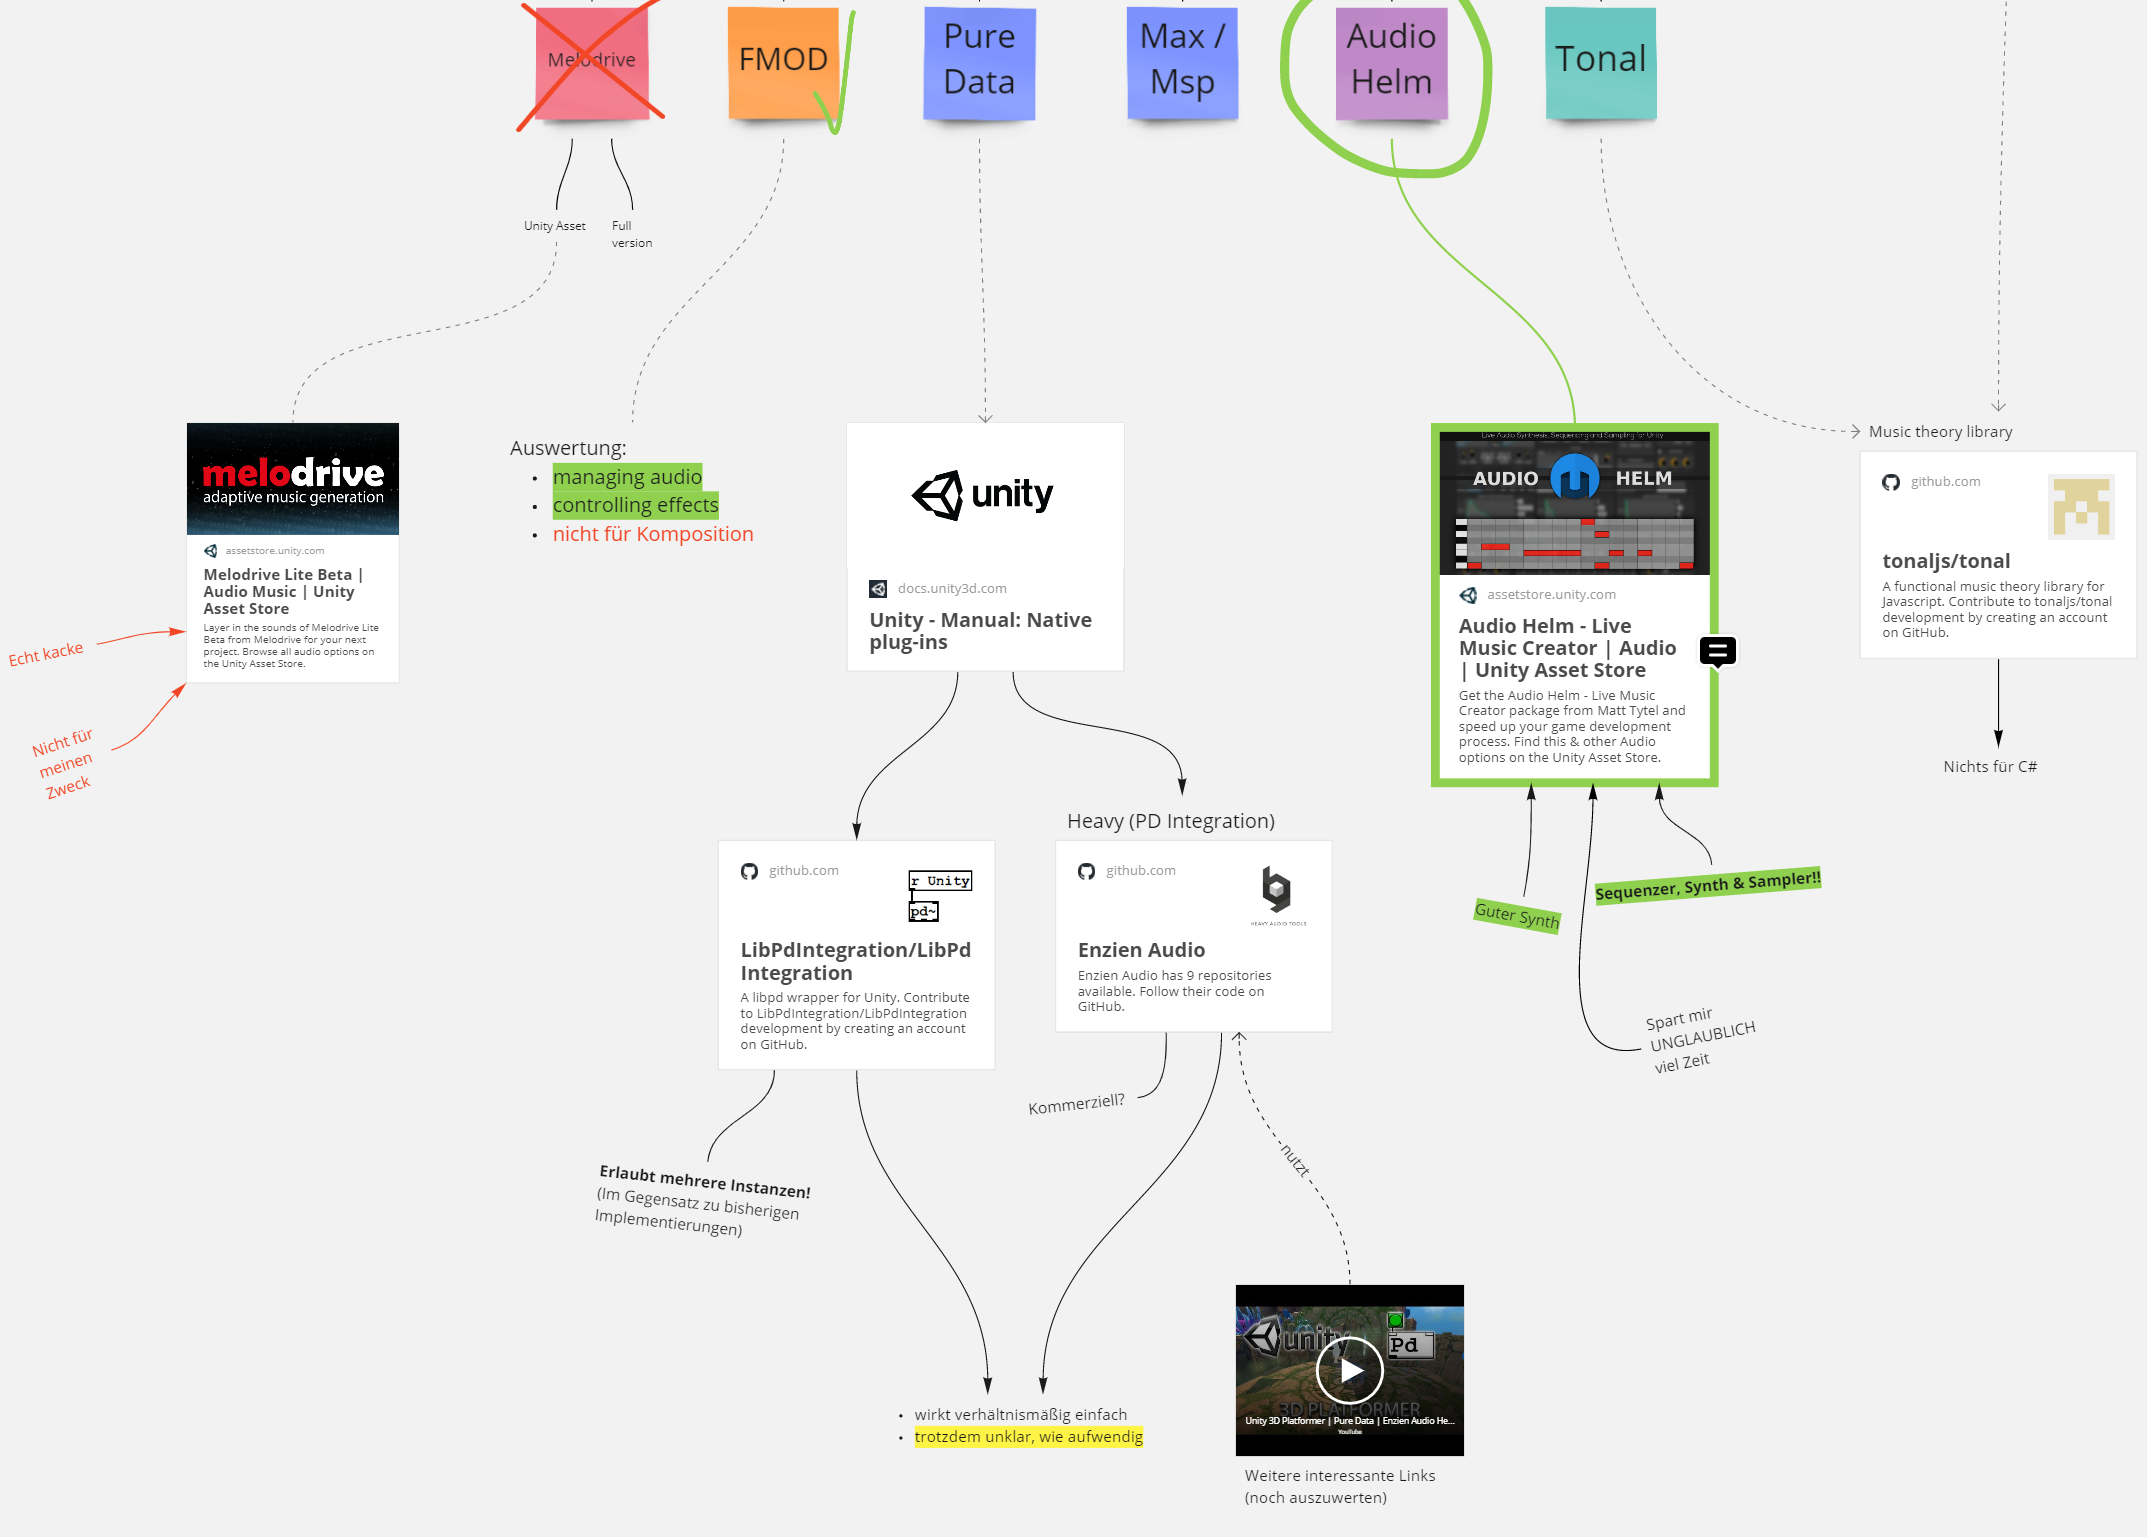 Melodrive
FMOD
Pure
Data
Max /
Msp
Audio
Helm
Tonal
Unity Asset
Full
version
melodrive
adaptive music generation
assetstore.unity.com
Melodrive Lite Beta |
Audio Music | Unity
Asset Store
Layer in the sounds of Melodrive Lite
Beta from Melodrive for your next
project. Browse all audio options on
the Unity Asset Store.
Echt kacke
Nicht für
meinen
Zweck
Auswertung:
• managing audio
• controlling effects
• nicht für Komposition
unity
docs.unity3d.com
Unity - Manual: Native
plug-ins
Live Audio Synthesis, Sequencing and Sampling for Unity
AUDIO HELM
assetstore.unity.com
Audio Helm - Live
Music Creator | Audio
| Unity Asset Store
Get the Audio Helm - Live Music
Creator package from Matt Tytel and
speed up your game development
process. Find this & other Audio
options on the Unity Asset Store.
Music theory library
github.com
tonaljs/tonal
A functional music theory library for
Javascript. Contribute to tonaljs/tonal
development by creating an account
on GitHub.
Nichts für C#
Heavy (PD Integration)
github.com
r Unity
pd~
LibPdIntegration/LibPd
Integration
A libpd wrapper for Unity. Contribute
to LibPdIntegration/LibPdIntegration
development by creating an account
on GitHub.
github.com
HEAVY AUDIO TOOLS
Enzien Audio
Enzien Audio has 9 repositories
available. Follow their code on
GitHub.
Guter Synth
Sequenzer, Synth & Sampler!!
Spart mir
UNGLAUBLICH
viel Zeit
Kommerziell?
nutzt
Erlaubt mehrere Instanzen!
(Im Gegensatz zu bisherigen
Implementierungen)
unity
Pd
3D PLATFORMER
Unity 3D Platformer | Pure Data | Enzien Audio He...
YouTube
• wirkt verhältnismäßig einfach
• trotzdem unklar, wie aufwendig
Weitere interessante Links
(noch auszuwerten)